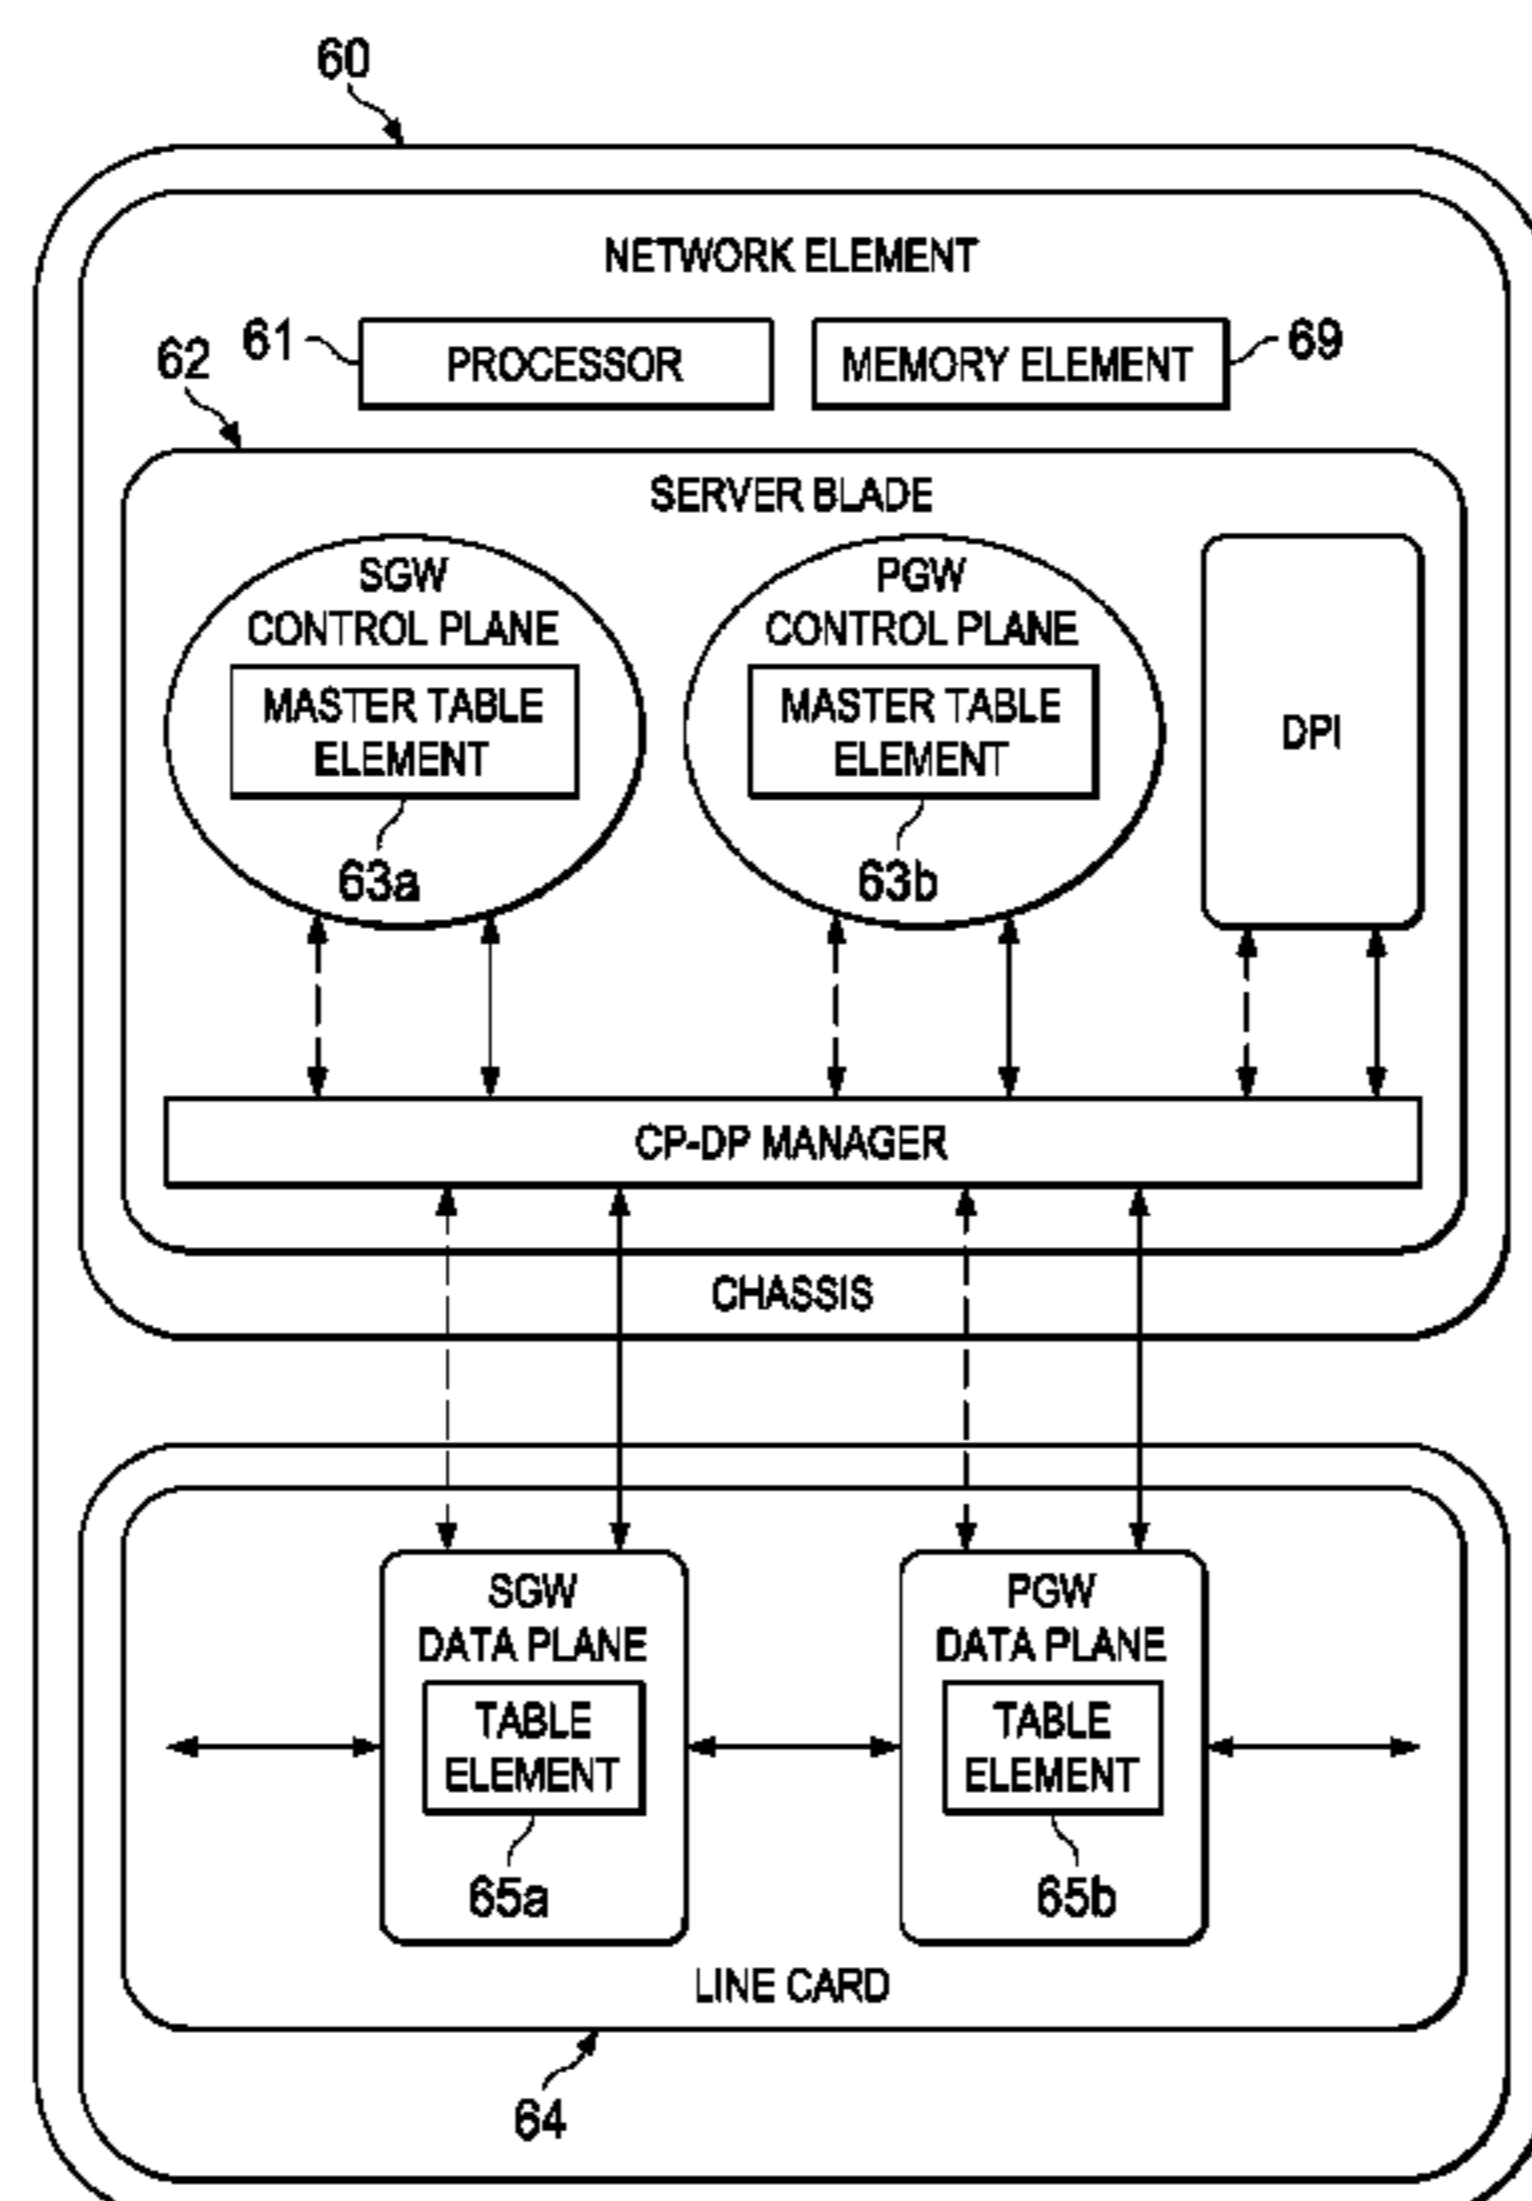 60
NETWORK ELEMENT
61
PROCESSOR
MEMORY ELEMENT
69
62
SERVER BLADE
SGW
CONTROL PLANE
MASTER TABLE
ELEMENT
63a
PGW
CONTROL PLANE
MASTER TABLE
ELEMENT
63b
DPI
CP-DP MANAGER
CHASSIS
SGW
DATA PLANE
TABLE
ELEMENT
65a
PGW
DATA PLANE
TABLE
ELEMENT
65b
LINE CARD
64